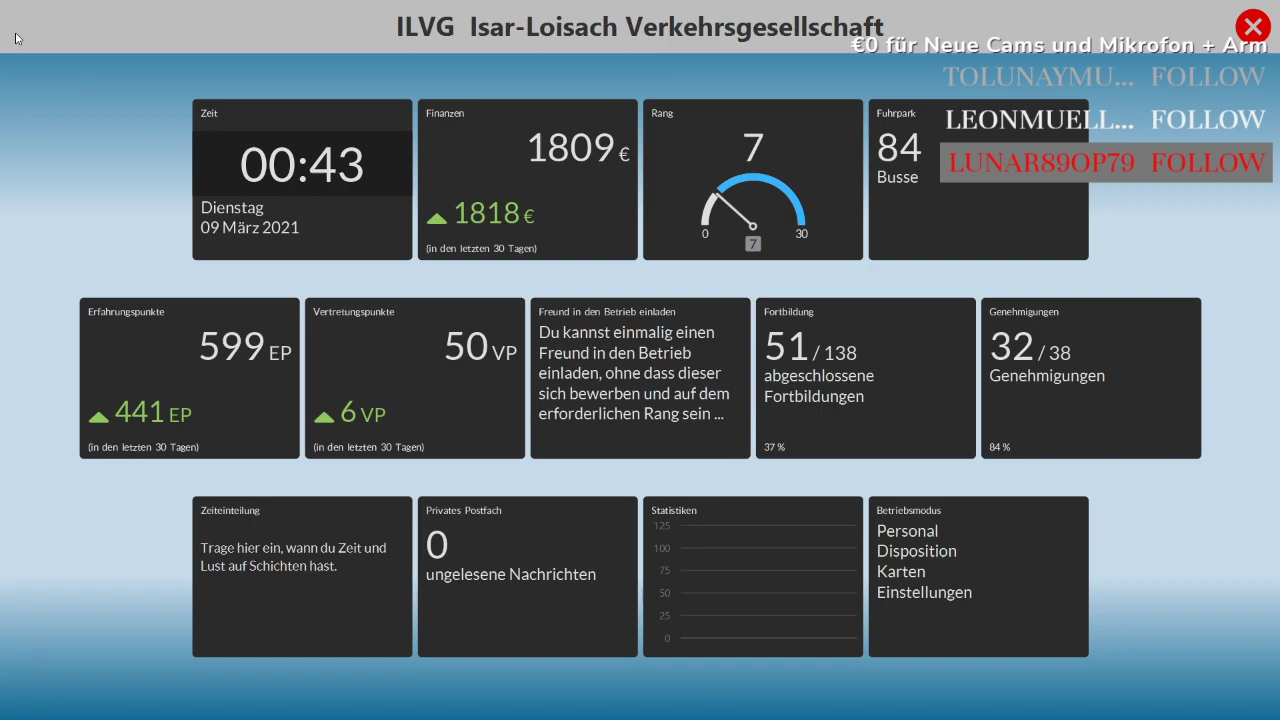 ILVG Isar-Loisach Verkehrsgesellschaft
€0 für Neue Cams und Mikrofon + Arm
TOLUNAYMU... FOLLOW
LEONMUELL... FOLLOW
LUNAR89OP79 FOLLOW
Zeit
00:43
Dienstag
09 März 2021
Finanzen
1809 €
1818 €
(in den letzten 30 Tagen)
Rang
7
0
30
7
Fuhrpark
84
Busse
Erfahrungspunkte
599 EP
441 EP
(in den letzten 30 Tagen)
Vertretungspunkte
50 VP
6 VP
(in den letzten 30 Tagen)
Freund in den Betrieb einladen
Du kannst einmalig einen
Freund in den Betrieb
einladen, ohne dass dieser
sich bewerben und auf dem
erforderlichen Rang sein ...
Fortbildung
51 / 138
abgeschlossene
Fortbildungen
37 %
Genehmigungen
32 / 38
Genehmigungen
84 %
Zeiteinteilung
Trage hier ein, wann du Zeit und
Lust auf Schichten hast.
Privates Postfach
0
ungelesene Nachrichten
Statistiken
125
100
75
50
25
0
Betriebsmodus
Personal
Disposition
Karten
Einstellungen